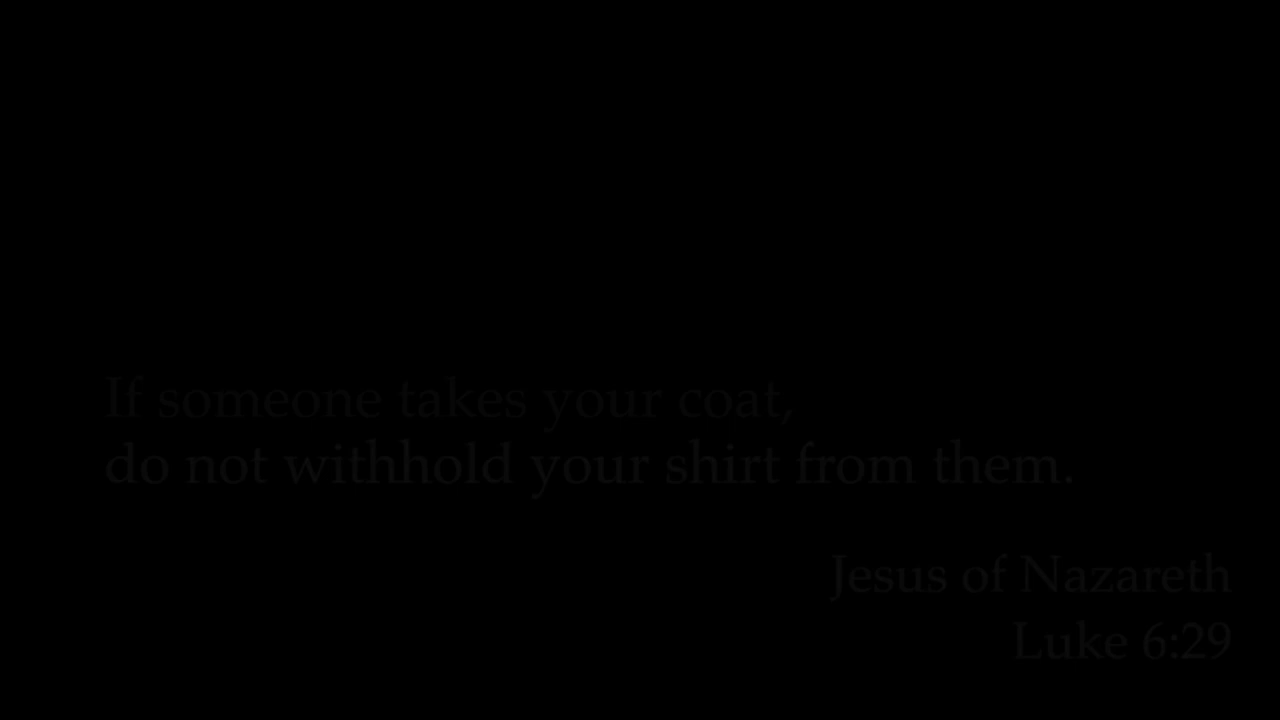 If someone takes your coat,
do not withhold your shirt from them.
Jesus of Nazareth
Luke 6:29